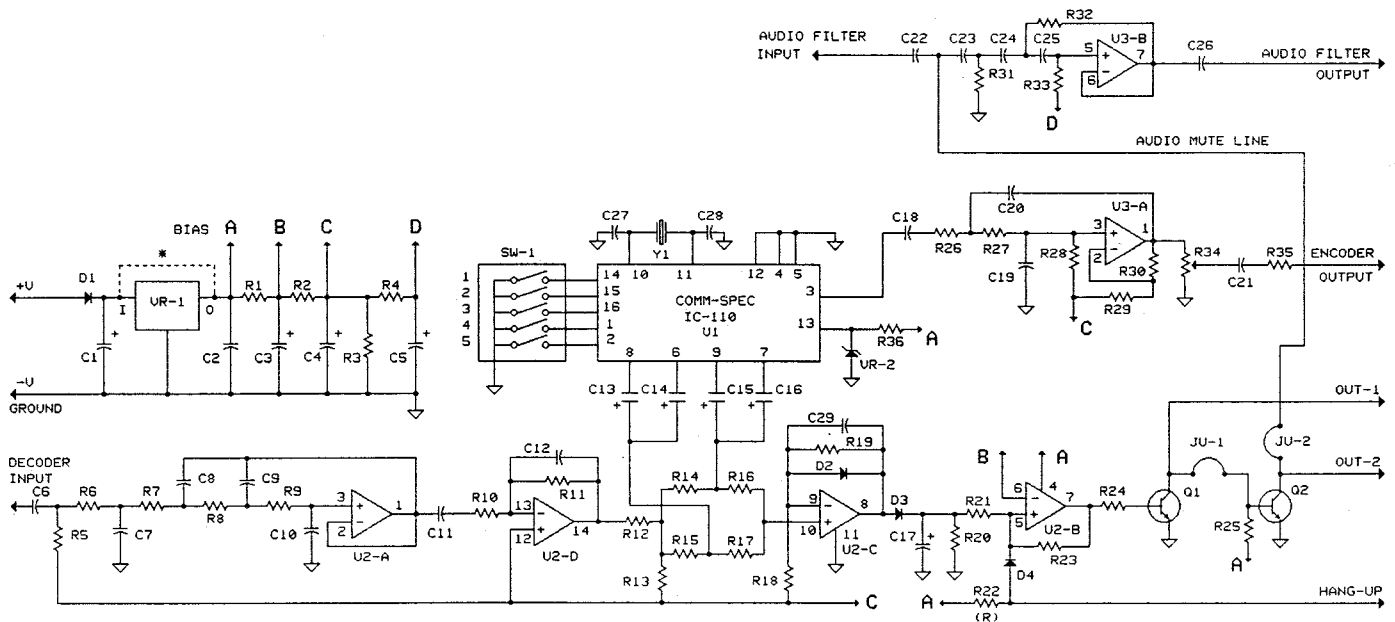 AUDIO FILTER
INPUT
C22
C23
C24
C25
R32
R31
R33
D
U3-B
5
6
7
+
−
C26
AUDIO FILTER
OUTPUT
AUDIO MUTE LINE
BIAS
A
B
C
D
*
+V
D1
I
VR-1
O
R1
R2
R4
+
C1
C2
+
C3
+
C4
R3
+
C5
-V
GROUND
SW-1
1
2
3
4
5
C27
Y1
C28
14
10
11
12
4
5
15
16
1
2
COMM-SPEC
IC-110
U1
3
13
8
6
9
7
R36
A
VR-2
C18
R26
C20
R27
C19
R28
U3-A
3
2
1
+
−
R30
R29
C
R34
C21
R35
ENCODER
OUTPUT
C13
+
C14
+
C15
+
C16
+
DECODER
INPUT
C6
R6
R5
C7
R7
C8
R8
C9
R9
C10
3
2
1
+
−
U2-A
C11
R10
C12
R11
13
12
14
−
+
U2-D
R12
R14
R16
R15
R17
R13
R18
C29
R19
D2
9
10
8
11
−
+
U2-C
D3
C17
+
R20
R21
B
A
6
5
4
7
−
+
U2-B
R23
D4
R24
Q1
JU-1
JU-2
R25
A
Q2
OUT-1
OUT-2
C
A
R22
(R)
HANG-UP